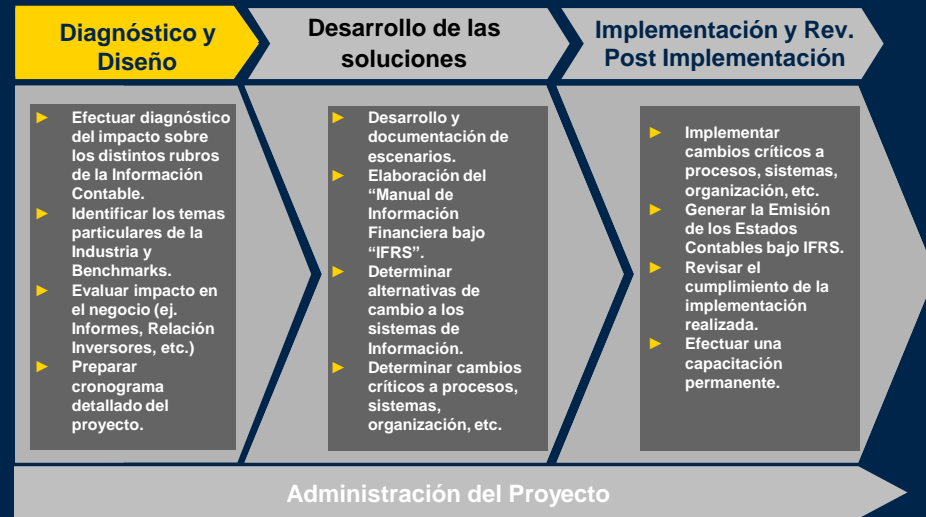 Diagnóstico y
Diseño
Desarrollo de las
soluciones
Implementación y Rev.
Post Implementación
► Efectuar diagnóstico
del impacto sobre
los distintos rubros
de la Información
Contable.
► Identificar los temas
particulares de la
Industria y
Benchmarks.
► Evaluar impacto en
el negocio (ej.
Informes, Relación
Inversores, etc.)
► Preparar
cronograma
detallado del
proyecto.
► Desarrollo y
documentación de
escenarios.
► Elaboración del
“Manual de
Información
Financiera bajo
“IFRS”.
► Determinar
alternativas de
cambio a los
sistemas de
Información.
► Determinar cambios
críticos a procesos,
sistemas,
organización, etc.
► Implementar
cambios críticos a
procesos, sistemas,
organización, etc.
► Generar la Emisión
de los Estados
Contables bajo IFRS.
► Revisar el
cumplimiento de la
implementación
realizada.
► Efectuar una
capacitación
permanente.
Administración del Proyecto